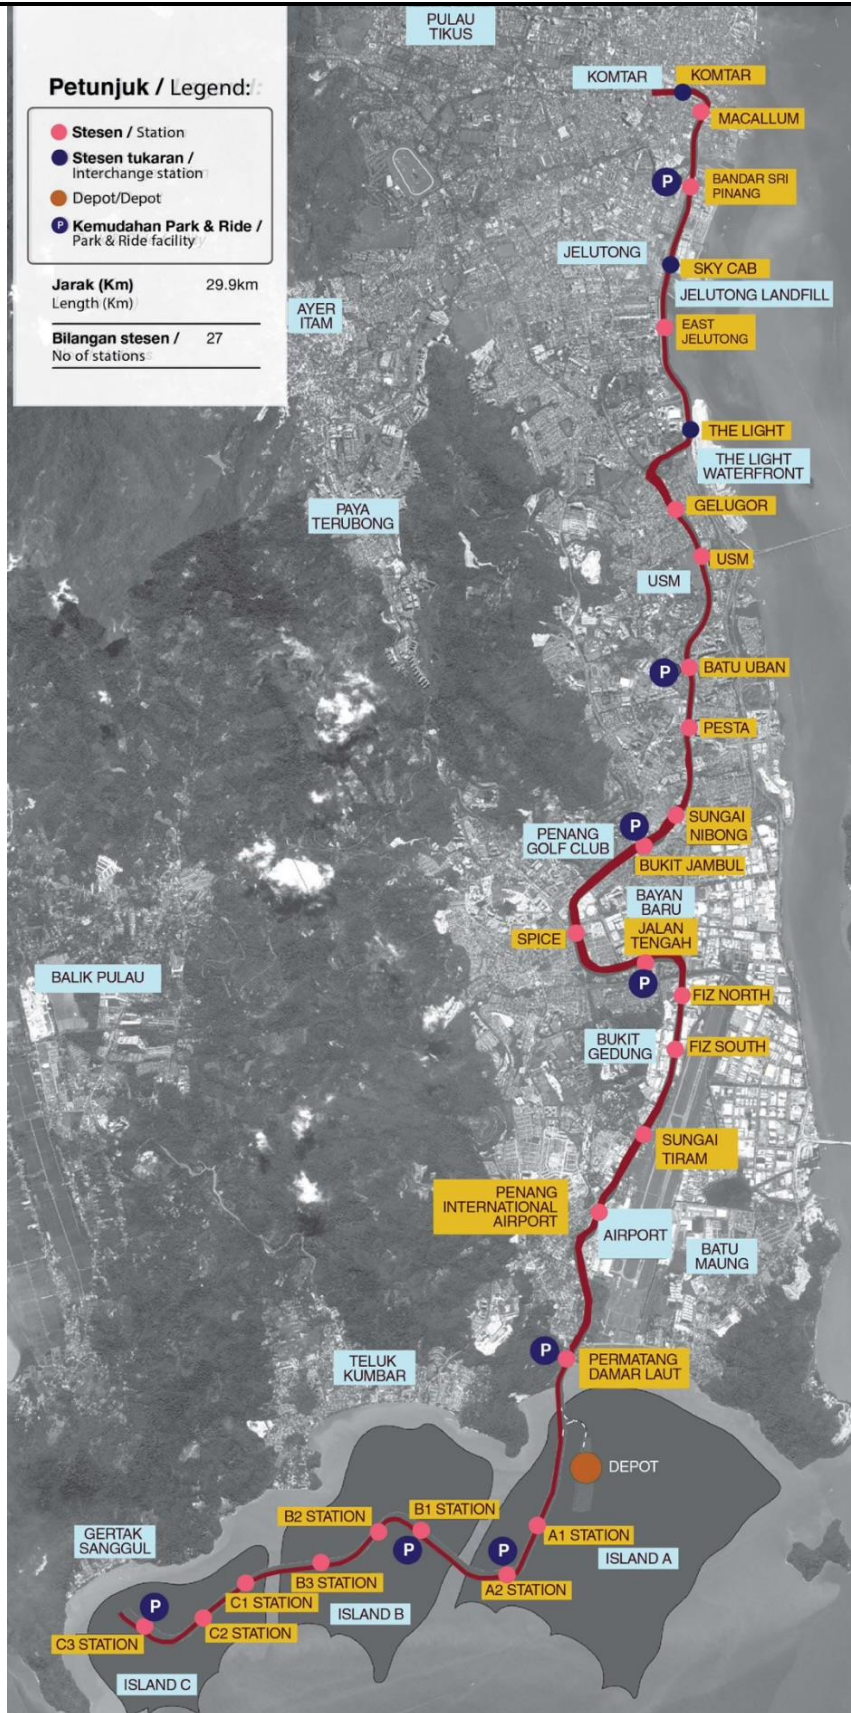 PULAU
TIKUS
Petunjuk / Legend:
Stesen / Station
Stesen tukaran /
Interchange station
Depot/Depot
P
Kemudahan Park & Ride /
Park & Ride facility
Jarak (Km) 29.9km
Length (Km)
Bilangan stesen / 27
No of stations
KOMTAR
KOMTAR
MACALLUM
P
BANDAR SRI
PINANG
JELUTONG
SKY CAB
JELUTONG LANDFILL
AYER
ITAM
EAST
JELUTONG
THE LIGHT
THE LIGHT
WATERFRONT
PAYA
TERUBONG
GELUGOR
USM
USM
P
BATU UBAN
PESTA
SUNGAI
NIBONG
P
PENANG
GOLF CLUB
BUKIT JAMBUL
BAYAN
BARU
SPICE
JALAN
TENGAH
P
BALIK PULAU
FIZ NORTH
BUKIT
GEDUNG
FIZ SOUTH
SUNGAI
TIRAM
PENANG
INTERNATIONAL
AIRPORT
AIRPORT
BATU
MAUNG
P
PERMATANG
DAMAR LAUT
TELUK
KUMBAR
DEPOT
B2 STATION
B1 STATION
A1 STATION
GERTAK
SANGGUL
P
P
ISLAND A
B3 STATION
A2 STATION
C1 STATION
P
ISLAND B
C2 STATION
C3 STATION
ISLAND C